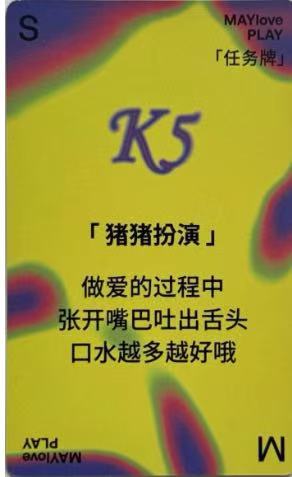 S
MAYlove
PLAY
「任务牌」
K5
「猪猪扮演」
做爱的过程中
张开嘴巴吐出舌头
口水越多越好哦
MAYlove
PLAY
M